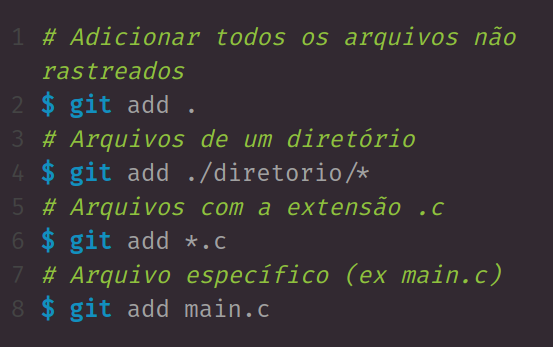 1 # Adicionar todos os arquivos não
rastreados
2 $ git add .
3 # Arquivos de um diretório
4 $ git add ./diretorio/*
5 # Arquivos com a extensão .c
6 $ git add *.c
7 # Arquivo específico (ex main.c)
8 $ git add main.c